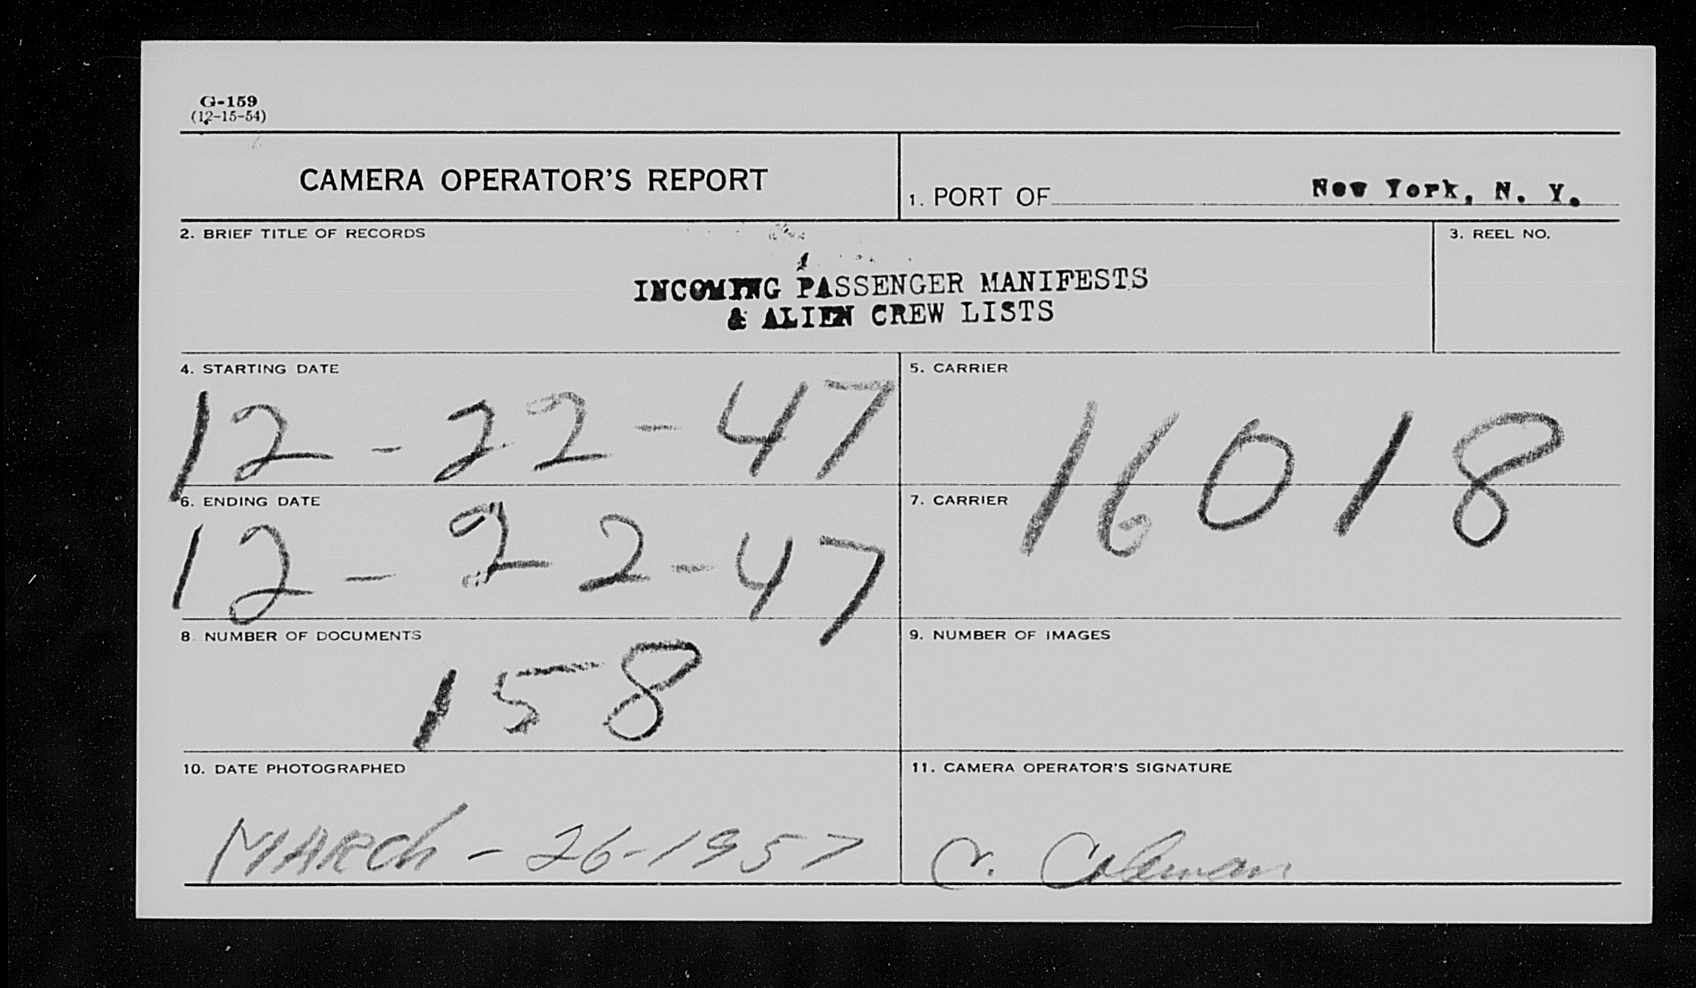 G-159
(12-15-54)
CAMERA OPERATOR'S REPORT
1. PORT OF New York, N. Y.
2. BRIEF TITLE OF RECORDS
3. REEL NO.
INCOMING PASSENGER MANIFESTS
& ALIEN CREW LISTS
4. STARTING DATE
12-22-47
5. CARRIER
16018
6. ENDING DATE
12-22-47
7. CARRIER
8 NUMBER OF DOCUMENTS
158
9. NUMBER OF IMAGES
10. DATE PHOTOGRAPHED
MARCh-26-1957
11. CAMERA OPERATOR'S SIGNATURE
Coleman